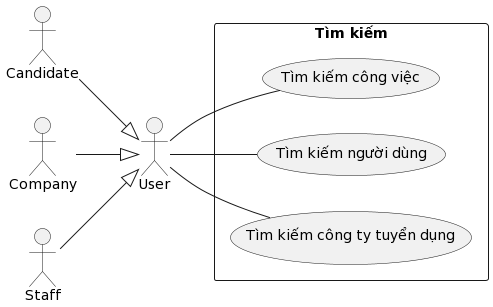 Tìm kiếm
Candidate
Tìm kiếm công việc
Company
User
Tìm kiếm người dùng
Staff
Tìm kiếm công ty tuyển dụng